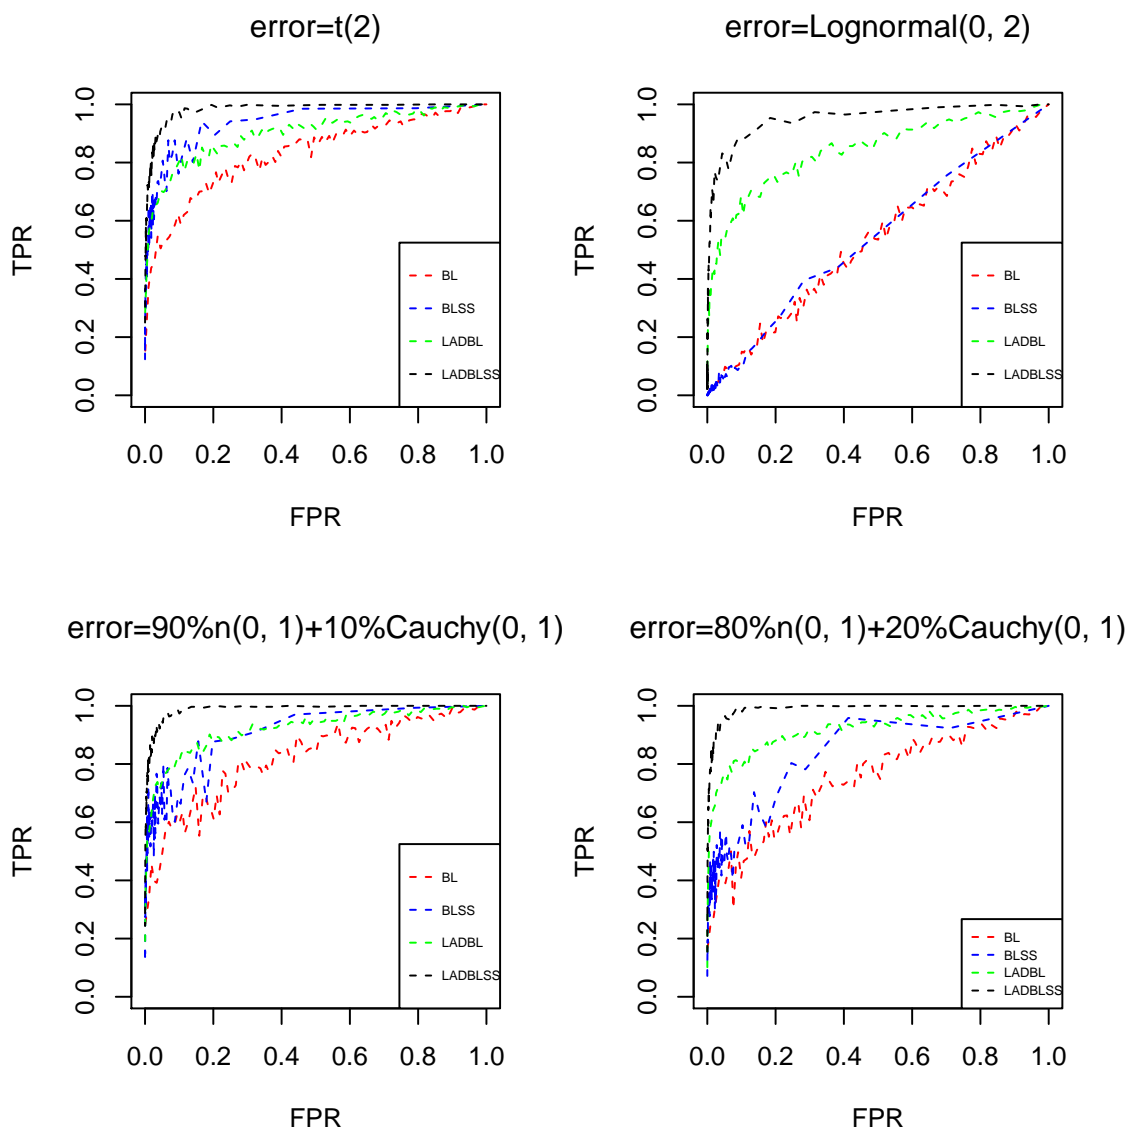 error=t(2)
TPR
1.0
0.8
0.6
0.4
0.2
0.0
BL
BLSS
LADBL
LADBLSS
0.0 0.2 0.4 0.6 0.8 1.0
FPR
error=Lognormal(0, 2)
TPR
1.0
0.8
0.6
0.4
0.2
0.0
BL
BLSS
LADBL
LADBLSS
0.0 0.2 0.4 0.6 0.8 1.0
FPR
error=90%n(0, 1)+10%Cauchy(0, 1)
TPR
1.0
0.8
0.6
0.4
0.2
0.0
BL
BLSS
LADBL
LADBLSS
0.0 0.2 0.4 0.6 0.8 1.0
FPR
error=80%n(0, 1)+20%Cauchy(0, 1)
TPR
1.0
0.8
0.6
0.4
0.2
0.0
BL
BLSS
LADBL
LADBLSS
0.0 0.2 0.4 0.6 0.8 1.0
FPR